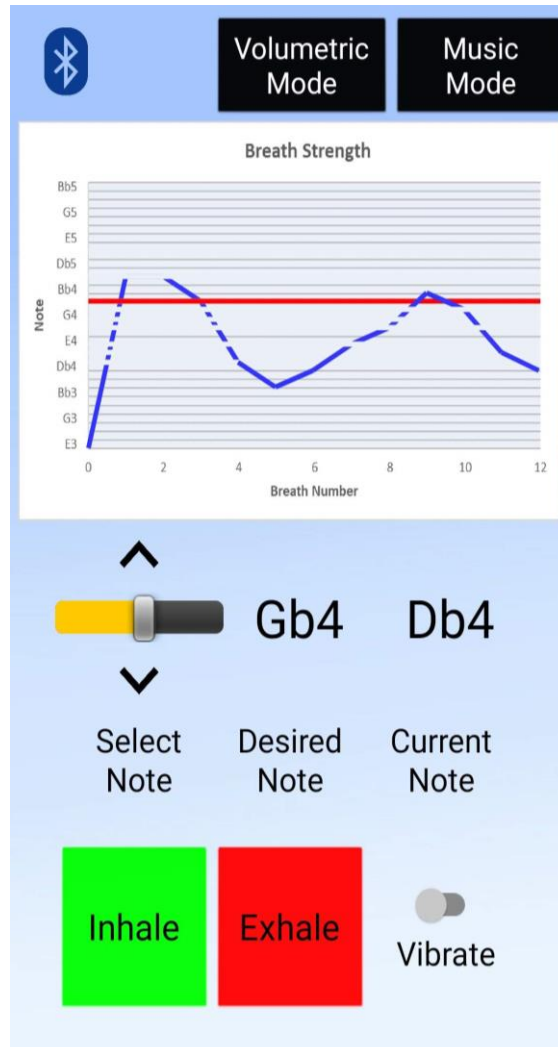 Volumetric
Mode
Music
Mode
Breath Strength
Bb5
G5
E5
Db5
Bb4
G4
E4
Db4
Bb3
G3
E3
Note
0 2 4 6 8 10 12
Breath Number
Gb4 Db4
Select
Note
Desired
Note
Current
Note
Inhale
Exhale
Vibrate